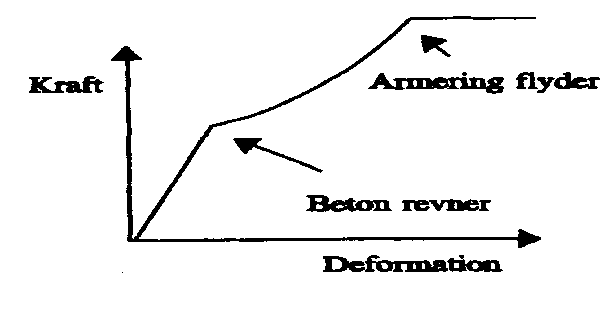 Kraft
Armering flyder
Beton revner
Deformation